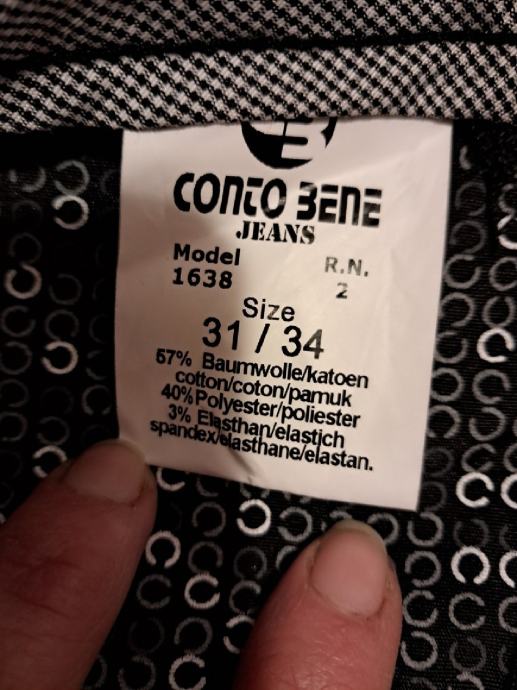 CONTO BENE
JEANS
Model R.N.
1638 2
Size
31 / 34
57% Baumwolle/katoen
cotton/coton/pamuk
40% Polyester/poliester
3% Elasthan/elastich
spandex/elasthane/elastan.